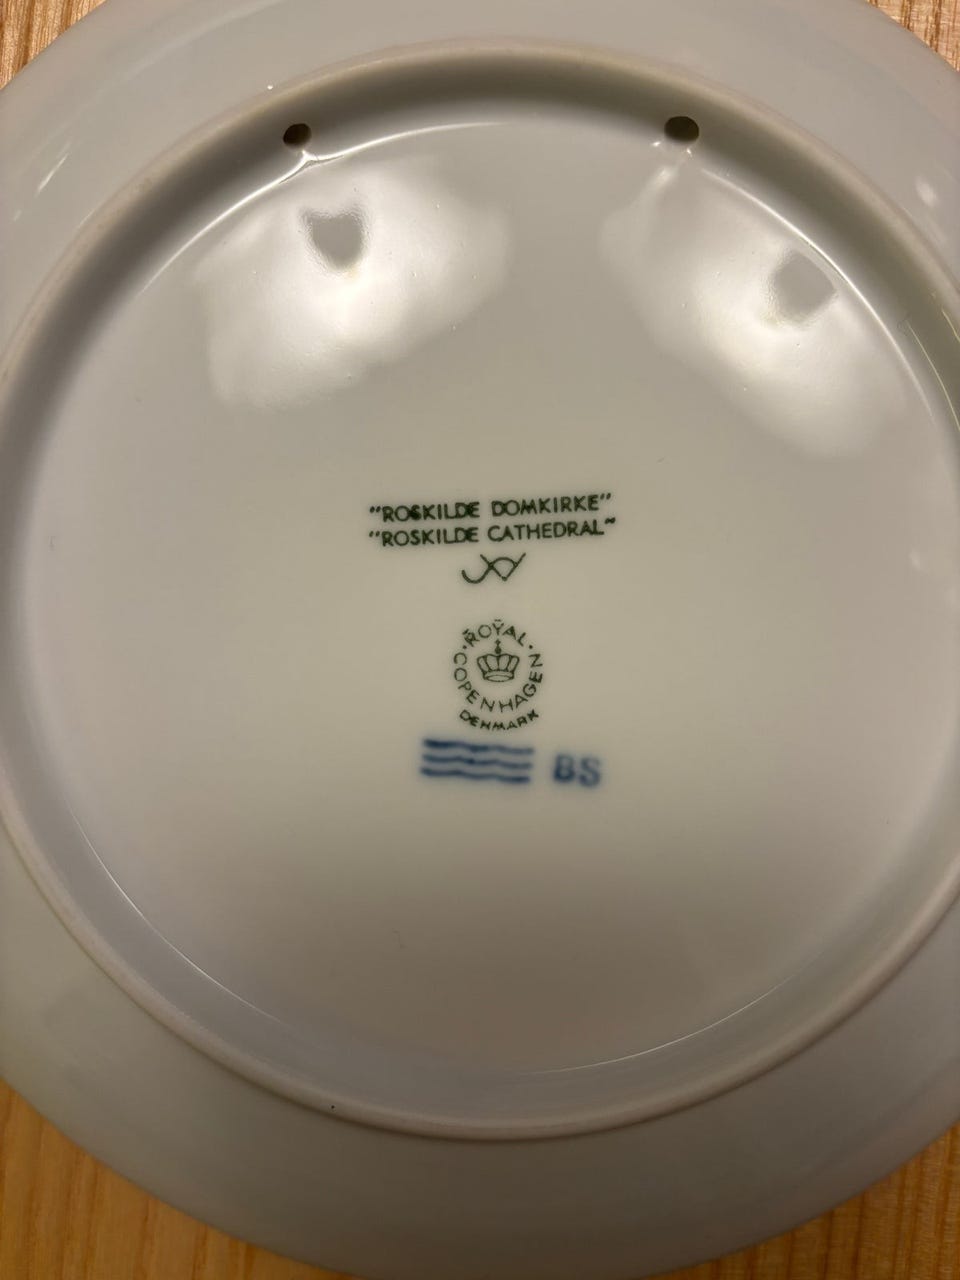 "ROSKILDE DOMKIRKE"
"ROSKILDE CATHEDRAL"
ROYAL
COPENHAGEN
DENMARK
BS